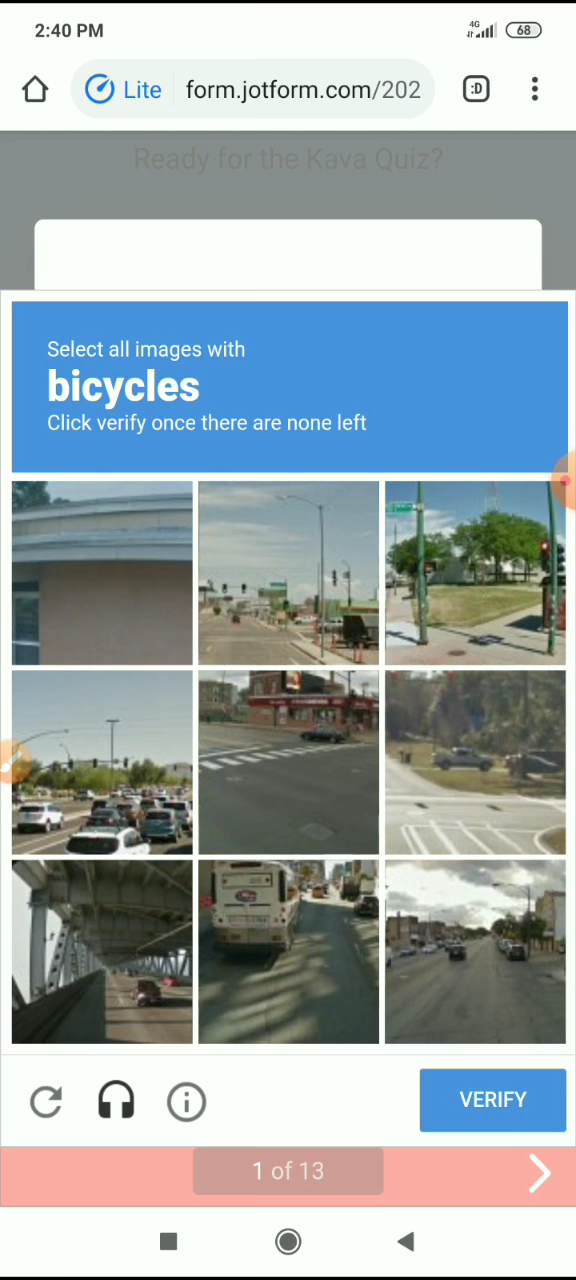 2:40 PM
4G
68
Lite
form.jotform.com/202
:D
Ready for the Kava Quiz?
Select all images with
bicycles
Click verify once there are none left
VERIFY
1 of 13